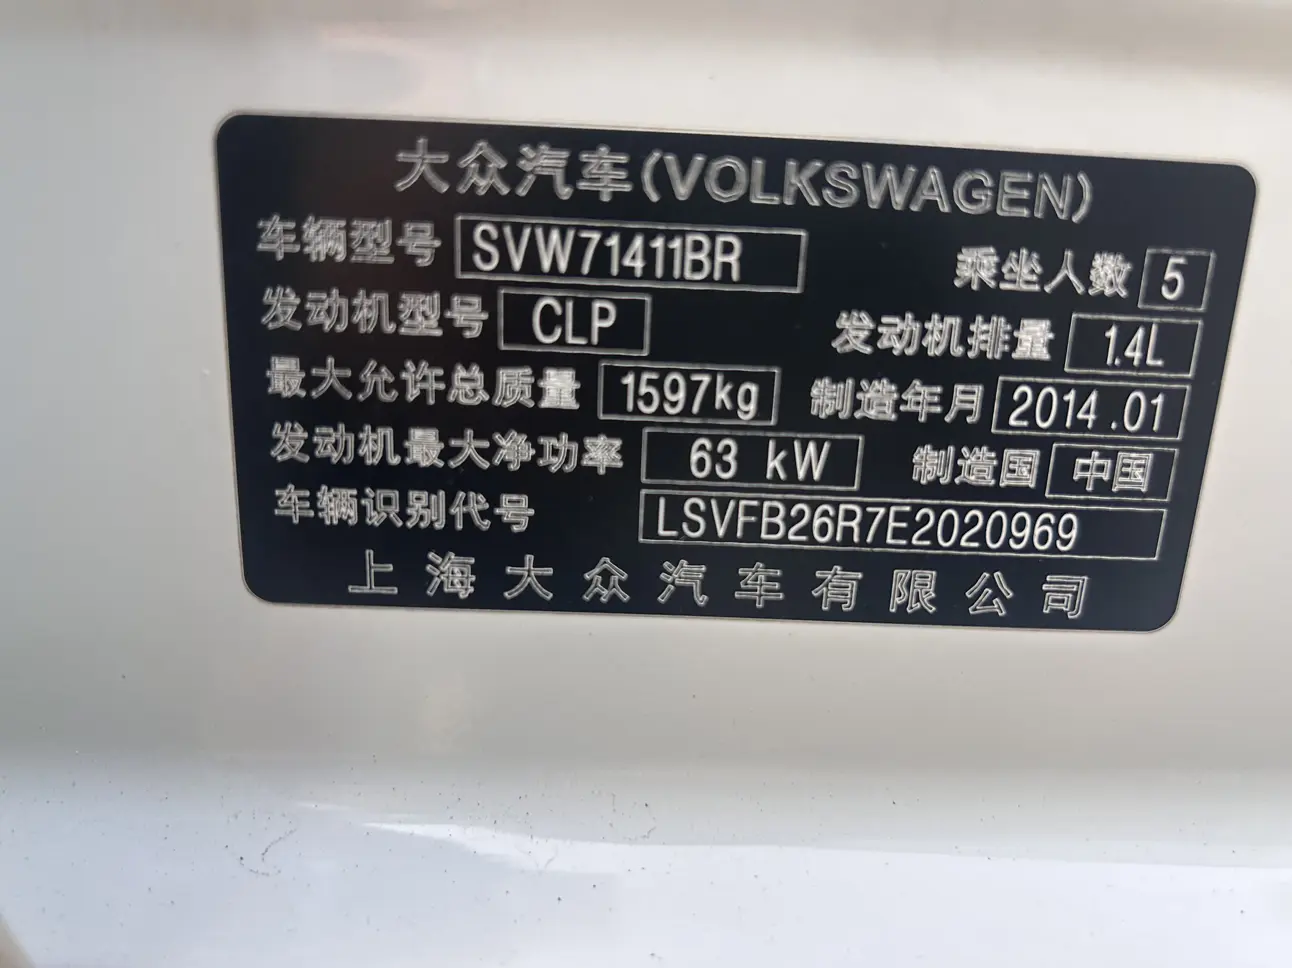 大众汽车(VOLKSWAGEN)
车辆型号 SVW71411BR 乘坐人数 5
发动机型号 CLP 发动机排量 1.4L
最大允许总质量 1597kg 制造年月 2014.01
发动机最大净功率 63 kW 制造国 中国
车辆识别代号 LSVFB26R7E2020969
上海大众汽车有限公司